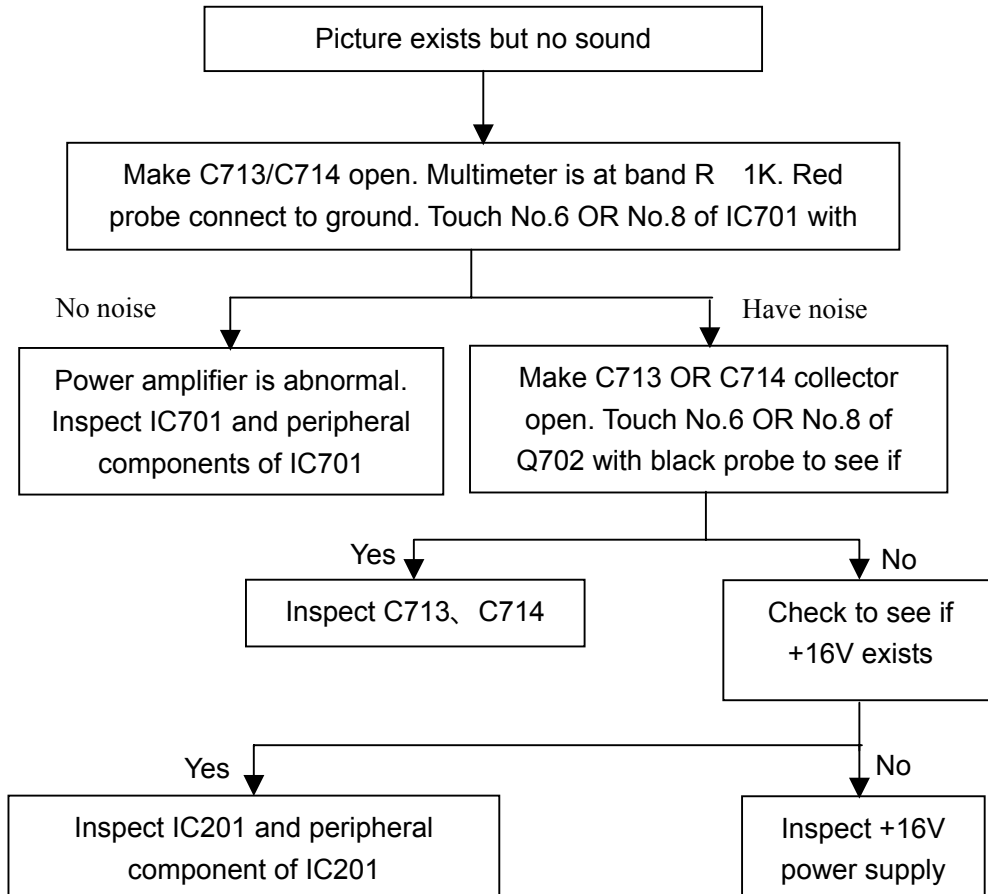 Picture exists but no sound
Make C713/C714 open. Multimeter is at band R 1K. Red
probe connect to ground. Touch No.6 OR No.8 of IC701 with
No noise
Have noise
Power amplifier is abnormal.
Inspect IC701 and peripheral
components of IC701
Make C713 OR C714 collector
open. Touch No.6 OR No.8 of
Q702 with black probe to see if
Yes
No
Inspect C713、C714
Check to see if
+16V exists
Yes
No
Inspect IC201 and peripheral
component of IC201
Inspect +16V
power supply